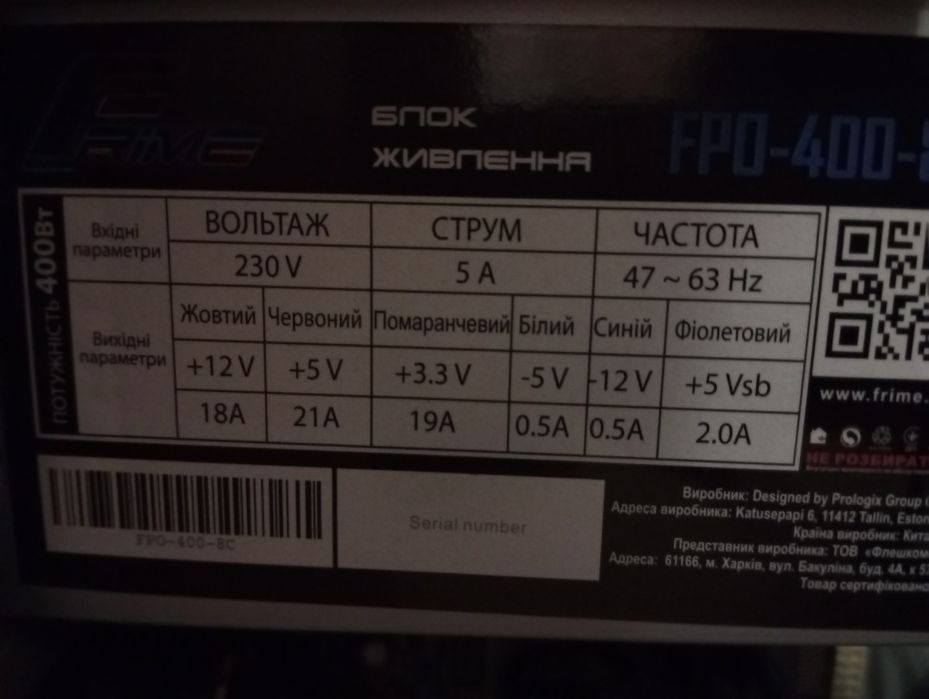 FRIME
БЛОК
ЖИВЛЕННЯ
FPO-400-8
ПОТУЖНІСТЬ 400Вт
Вхідні параметри
ВОЛЬТАЖ СТРУМ ЧАСТОТА
230 V 5 A 47 ~ 63 Hz
Вихідні параметри
Жовтий Червоний Помаранчевий Білий Синій Фіолетовий
+12 V +5 V +3.3 V -5 V -12 V +5 Vsb
18A 21A 19A 0.5A 0.5A 2.0A
www.frime.
НЕ РОЗБИРАТ
FPO-400-8C
Serial number
Виробник: Designed by Prologix Group
Адреса виробника: Katusepapi 6, 11412 Tallin, Eston
Країна виробник: Кита
Представник виробника: ТОВ «Флешком
Адреса: 61166, м. Харків, вул. Бакуліна, буд. 4А, к 57
Товар сертифіковано